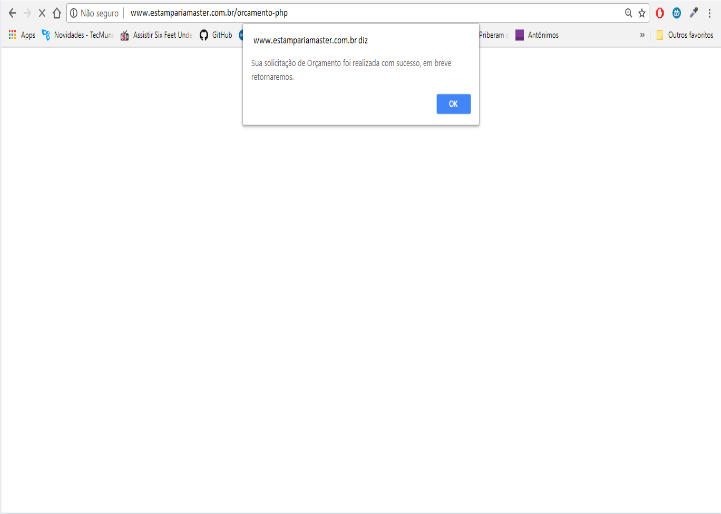 Não seguro www.estampariamaster.com.br/orcamento-php
Apps Novidades - TecMun Assistir Six Feet Unde GitHub Priberam Antônimos » Outros favoritos
www.estampariamaster.com.br diz
Sua solicitação de Orçamento foi realizada com sucesso, em breve
retornaremos.
OK